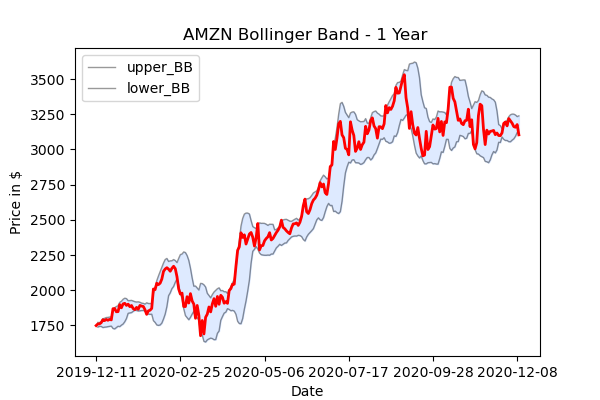 AMZN Bollinger Band - 1 Year
upper_BB
lower_BB
3500
3250
3000
2750
2500
2250
2000
1750
Price in $
2019-12-11 2020-02-25 2020-05-06 2020-07-17 2020-09-28 2020-12-08
Date